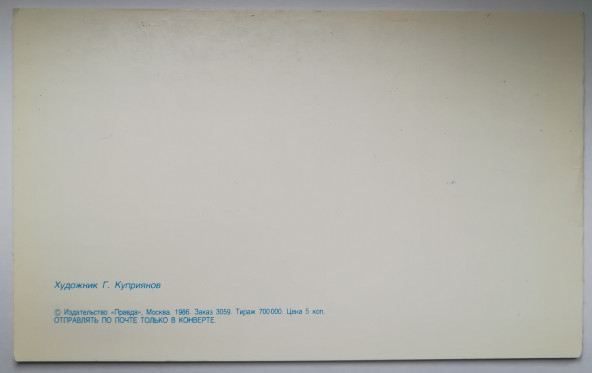 Художник Г. Куприянов
© Издательство «Правда», Москва, 1986. Заказ 3059. Тираж 700000. Цена 5 коп.
ОТПРАВЛЯТЬ ПО ПОЧТЕ ТОЛЬКО В КОНВЕРТЕ.